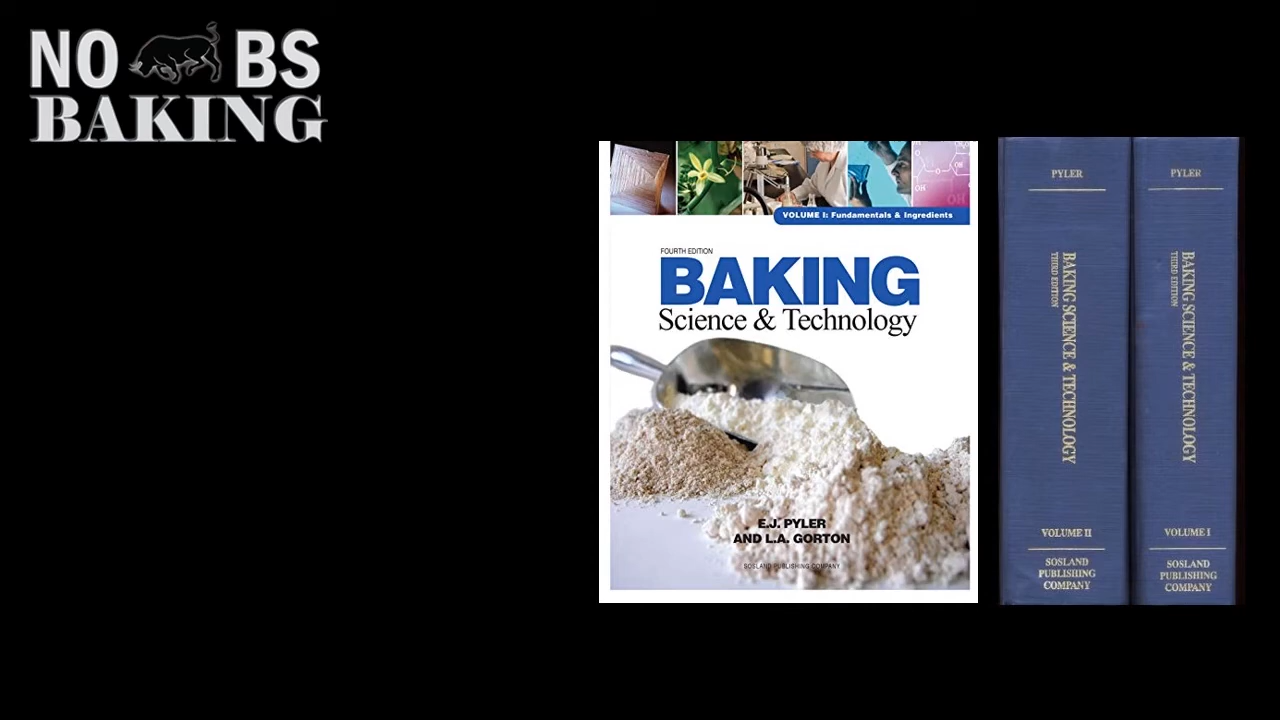 NO BS
BAKING
VOLUME I: Fundamentals & Ingredients
FOURTH EDITION
BAKING
Science & Technology
E.J. PYLER
AND L.A. GORTON
SOSLAND PUBLISHING COMPANY
PYLER
BAKING SCIENCE & TECHNOLOGY
THIRD EDITION
VOLUME II
SOSLAND
PUBLISHING
COMPANY
PYLER
BAKING SCIENCE & TECHNOLOGY
THIRD EDITION
VOLUME I
SOSLAND
PUBLISHING
COMPANY